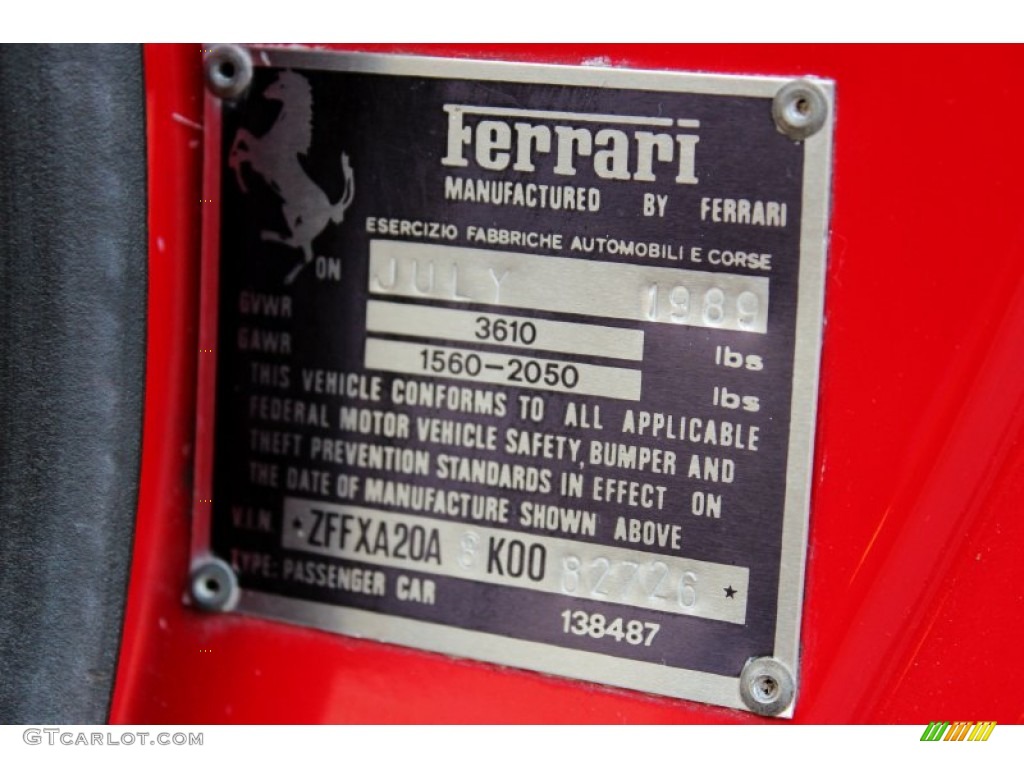 Ferrari
MANUFACTURED BY FERRARI
ESERCIZIO FABBRICHE AUTOMOBILI E CORSE
ON JULY 1989
GVWR 3610 lbs
GAWR 1560-2050 lbs
THIS VEHICLE CONFORMS TO ALL APPLICABLE
FEDERAL MOTOR VEHICLE SAFETY, BUMPER AND
THEFT PREVENTION STANDARDS IN EFFECT ON
THE DATE OF MANUFACTURE SHOWN ABOVE
V.I.N. *ZFFXA20A K00 82726 ★
TYPE: PASSENGER CAR
138487
GTCARLOT.COM